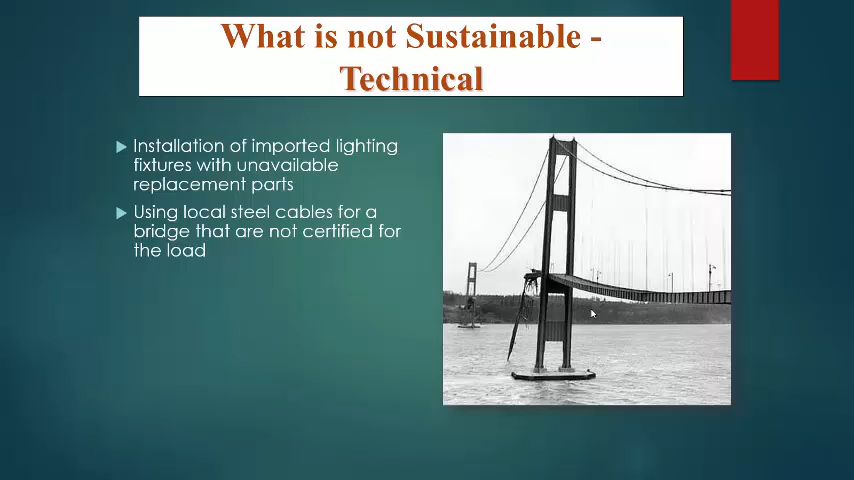 What is not Sustainable -
Technical
Installation of imported lighting
fixtures with unavailable
replacement parts
Using local steel cables for a
bridge that are not certified for
the load